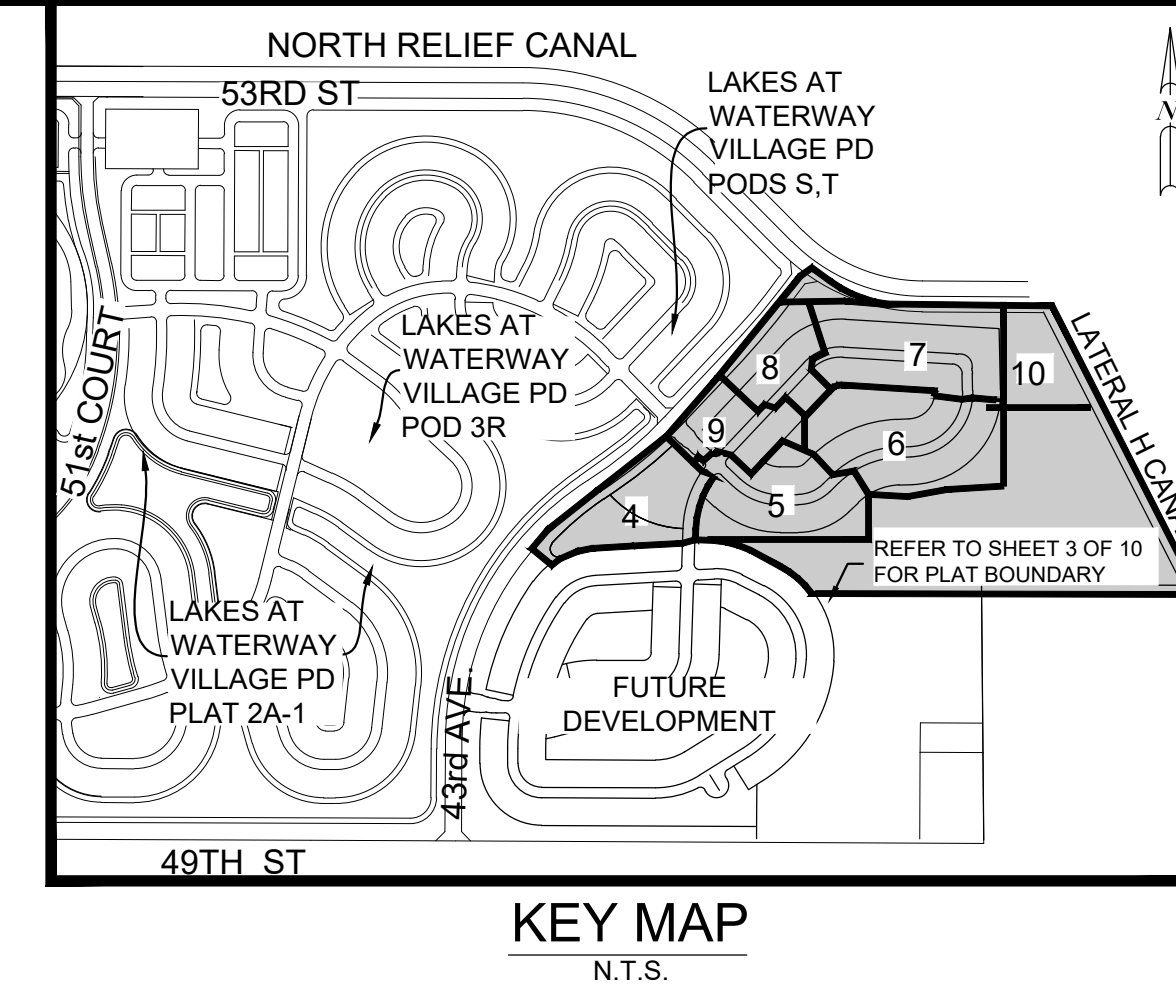 NORTH RELIEF CANAL
53RD ST
LAKES AT
WATERWAY
VILLAGE PD
PODS S,T
N
51st COURT
LAKES AT
WATERWAY
VILLAGE PD
POD 3R
8
7
10
LATERAL H CANA
9
6
5
4
REFER TO SHEET 3 OF 10
FOR PLAT BOUNDARY
LAKES AT
WATERWAY
VILLAGE PD
PLAT 2A-1
FUTURE
DEVELOPMENT
43rd AVE.
49TH ST
KEY MAP
N.T.S.